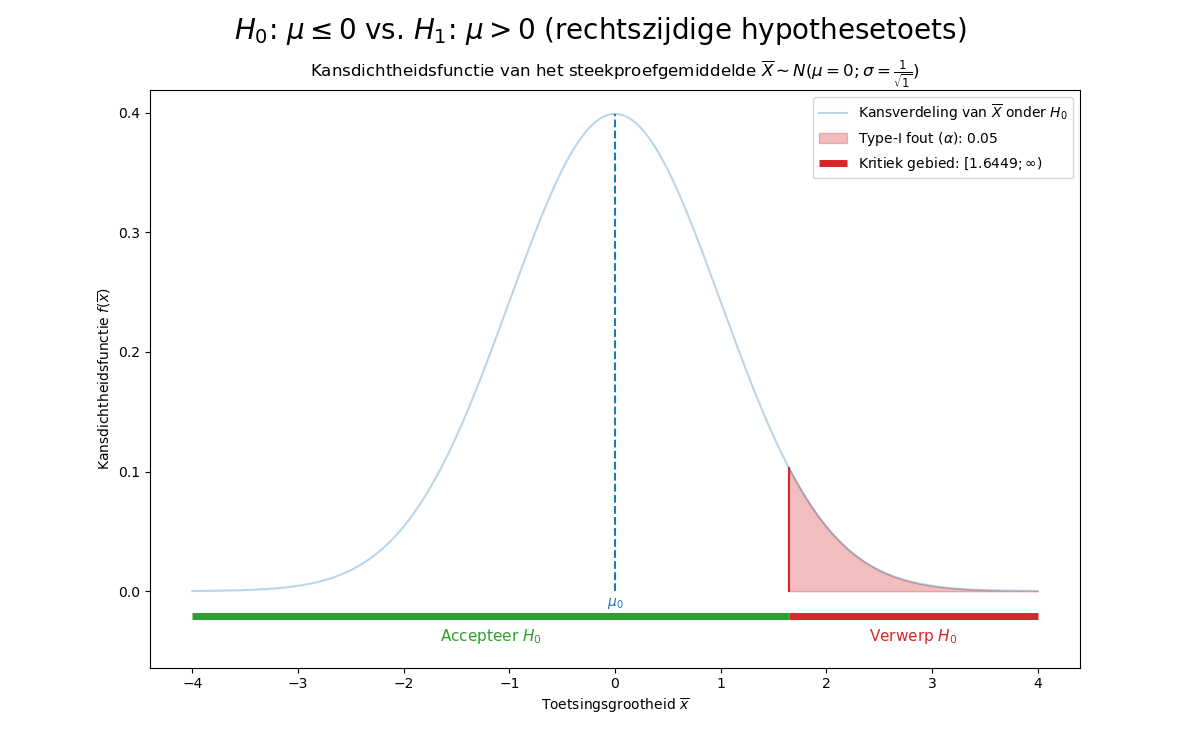 H₀: μ ≤ 0 vs. H₁: μ > 0 (rechtszijdige hypothesetoets)
Kansdichtheidsfunctie van het steekproefgemiddelde X̅ ~ N(μ = 0; σ = 1/√1)
Kansverdeling van X̅ onder H₀
Type-I fout (α): 0.05
Kritiek gebied: [1.6449; ∞)
Kansdichtheidsfunctie f(x̅)
0.4
0.3
0.2
0.1
0.0
μ₀
Accepteer H₀
Verwerp H₀
−4 −3 −2 −1 0 1 2 3 4
Toetsingsgrootheid x̅